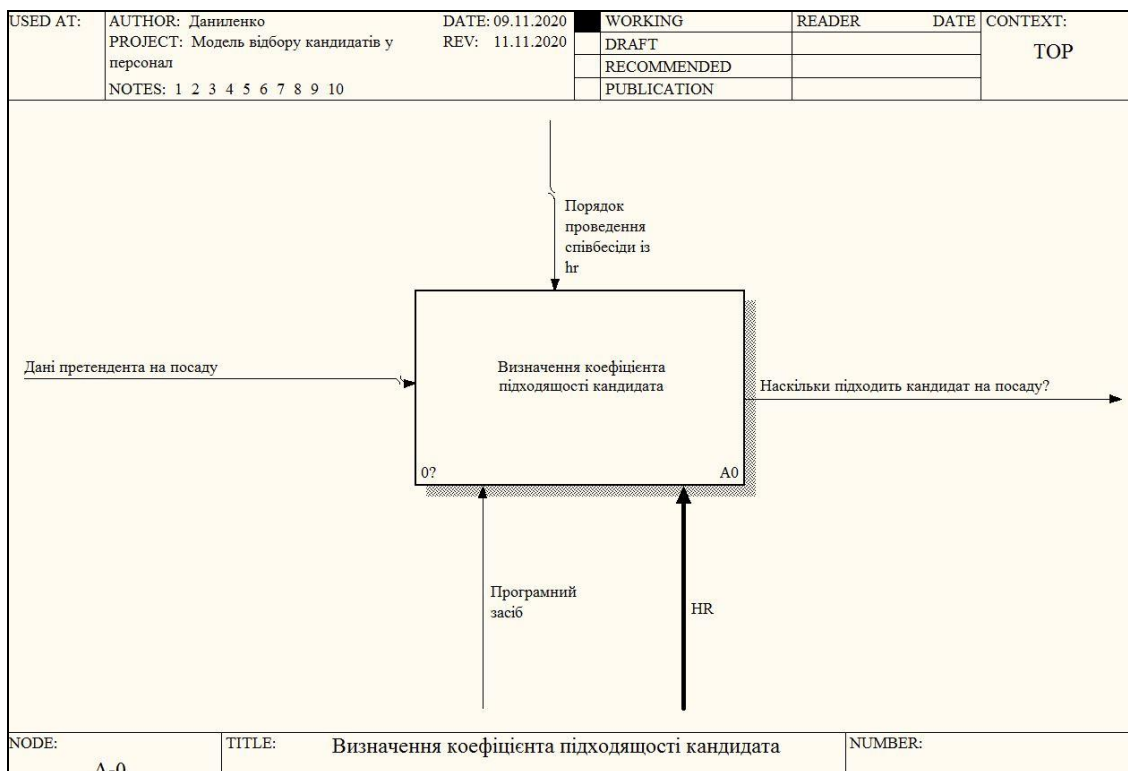 USED AT:
AUTHOR: Даниленко
DATE: 09.11.2020
PROJECT: Модель відбору кандидатів у
персонал
REV: 11.11.2020
NOTES: 1 2 3 4 5 6 7 8 9 10
WORKING
DRAFT
RECOMMENDED
PUBLICATION
READER DATE
CONTEXT:
TOP
Порядок
проведення
співбесіди із
hr
Дані претендента на посаду
Визначення коефіцієнта
підходящості кандидата
0?
A0
Наскільки підходить кандидат на посаду?
Програмний
засіб
HR
NODE:
A-0
TITLE: Визначення коефіцієнта підходящості кандидата
NUMBER: